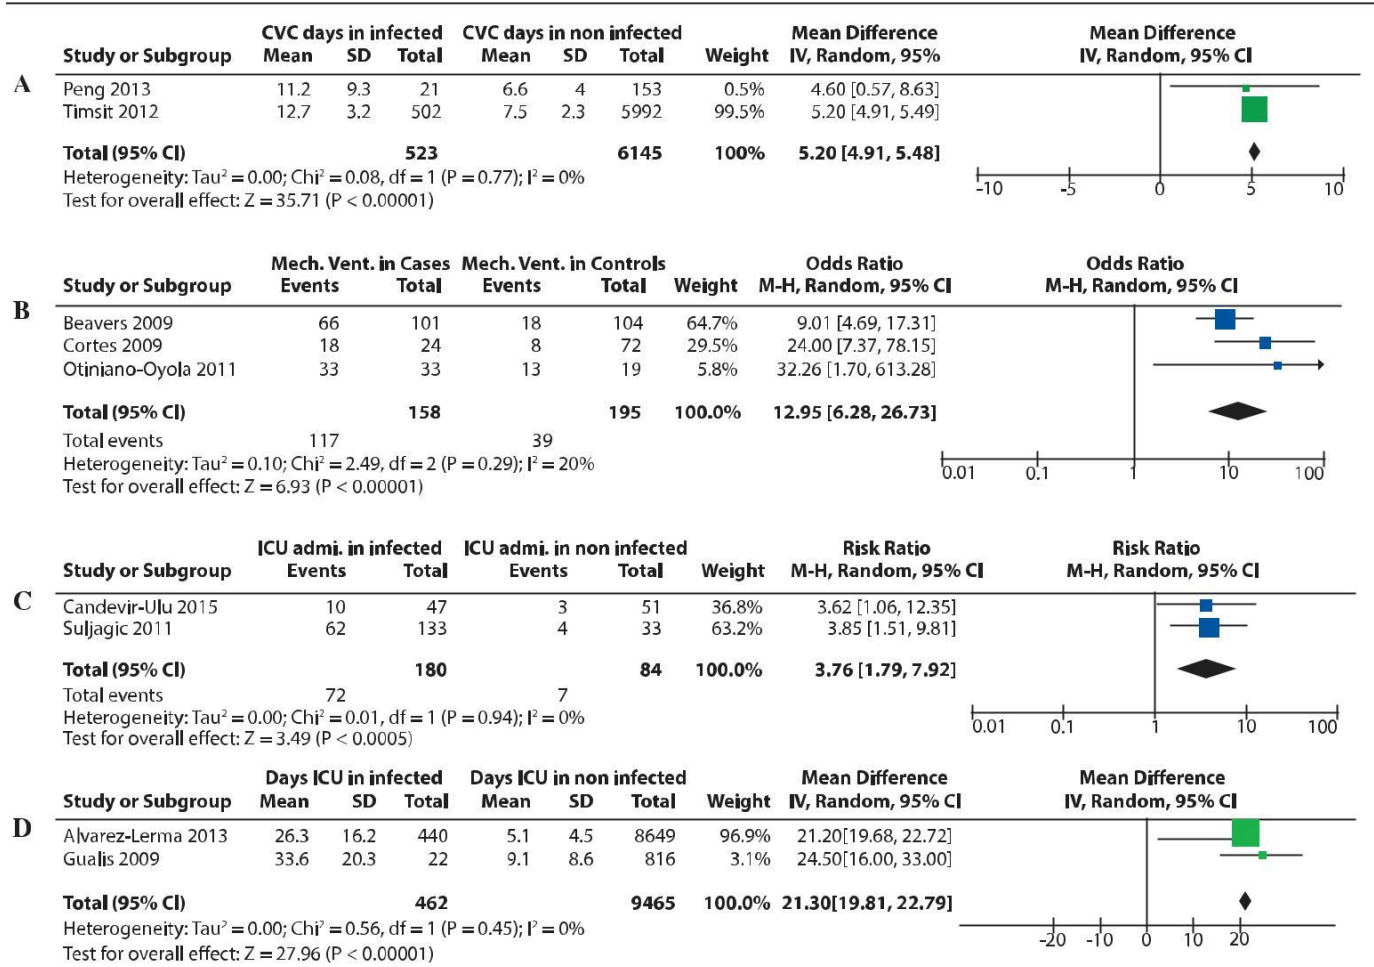 CVC days in infected CVC days in non infected Mean Difference Mean Difference
Study or Subgroup Mean SD Total Mean SD Total Weight IV, Random, 95% IV, Random, 95% CI
A
Peng 2013 11.2 9.3 21 6.6 4 153 0.5% 4.60 [0.57, 8.63]
Timsit 2012 12.7 3.2 502 7.5 2.3 5992 99.5% 5.20 [4.91, 5.49]
Total (95% CI) 523 6145 100% 5.20 [4.91, 5.48]
Heterogeneity: Tau² = 0.00; Chi² = 0.08, df = 1 (P = 0.77); I² = 0%
-10 -5 0 5 10
Test for overall effect: Z = 35.71 (P < 0.00001)
Mech. Vent. in Cases Mech. Vent. in Controls Odds Ratio Odds Ratio
Study or Subgroup Events Total Events Total Weight M-H, Random, 95% CI M-H, Random, 95% CI
B
Beavers 2009 66 101 18 104 64.7% 9.01 [4.69, 17.31]
Cortes 2009 18 24 8 72 29.5% 24.00 [7.37, 78.15]
Otiniano-Oyola 2011 33 33 13 19 5.8% 32.26 [1.70, 613.28]
Total (95% CI) 158 195 100.0% 12.95 [6.28, 26.73]
Total events 117 39
Heterogeneity: Tau² = 0.10; Chi² = 2.49, df = 2 (P = 0.29); I² = 20%
0.01 0.1 1 10 100
Test for overall effect: Z = 6.93 (P < 0.00001)
ICU admi. in infected ICU admi. in non infected Risk Ratio Risk Ratio
Study or Subgroup Events Total Events Total Weight M-H, Random, 95% CI M-H, Random, 95% CI
C
Candevir-Ulu 2015 10 47 3 51 36.8% 3.62 [1.06, 12.35]
Suljagic 2011 62 133 4 33 63.2% 3.85 [1.51, 9.81]
Total (95% CI) 180 84 100.0% 3.76 [1.79, 7.92]
Total events 72 7
Heterogeneity: Tau² = 0.00; Chi² = 0.01, df = 1 (P = 0.94); I² = 0%
0.01 0.1 1 10 100
Test for overall effect: Z = 3.49 (P < 0.0005)
Days ICU in infected Days ICU in non infected Mean Difference Mean Difference
Study or Subgroup Mean SD Total Mean SD Total Weight IV, Random, 95% CI IV, Random, 95% CI
D
Alvarez-Lerma 2013 26.3 16.2 440 5.1 4.5 8649 96.9% 21.20[19.68, 22.72]
Gualis 2009 33.6 20.3 22 9.1 8.6 816 3.1% 24.50[16.00, 33.00]
Total (95% CI) 462 9465 100.0% 21.30[19.81, 22.79]
Heterogeneity: Tau² = 0.00; Chi² = 0.56, df = 1 (P = 0.45); I² = 0%
-20 -10 0 10 20
Test for overall effect: Z = 27.96 (P < 0.00001)